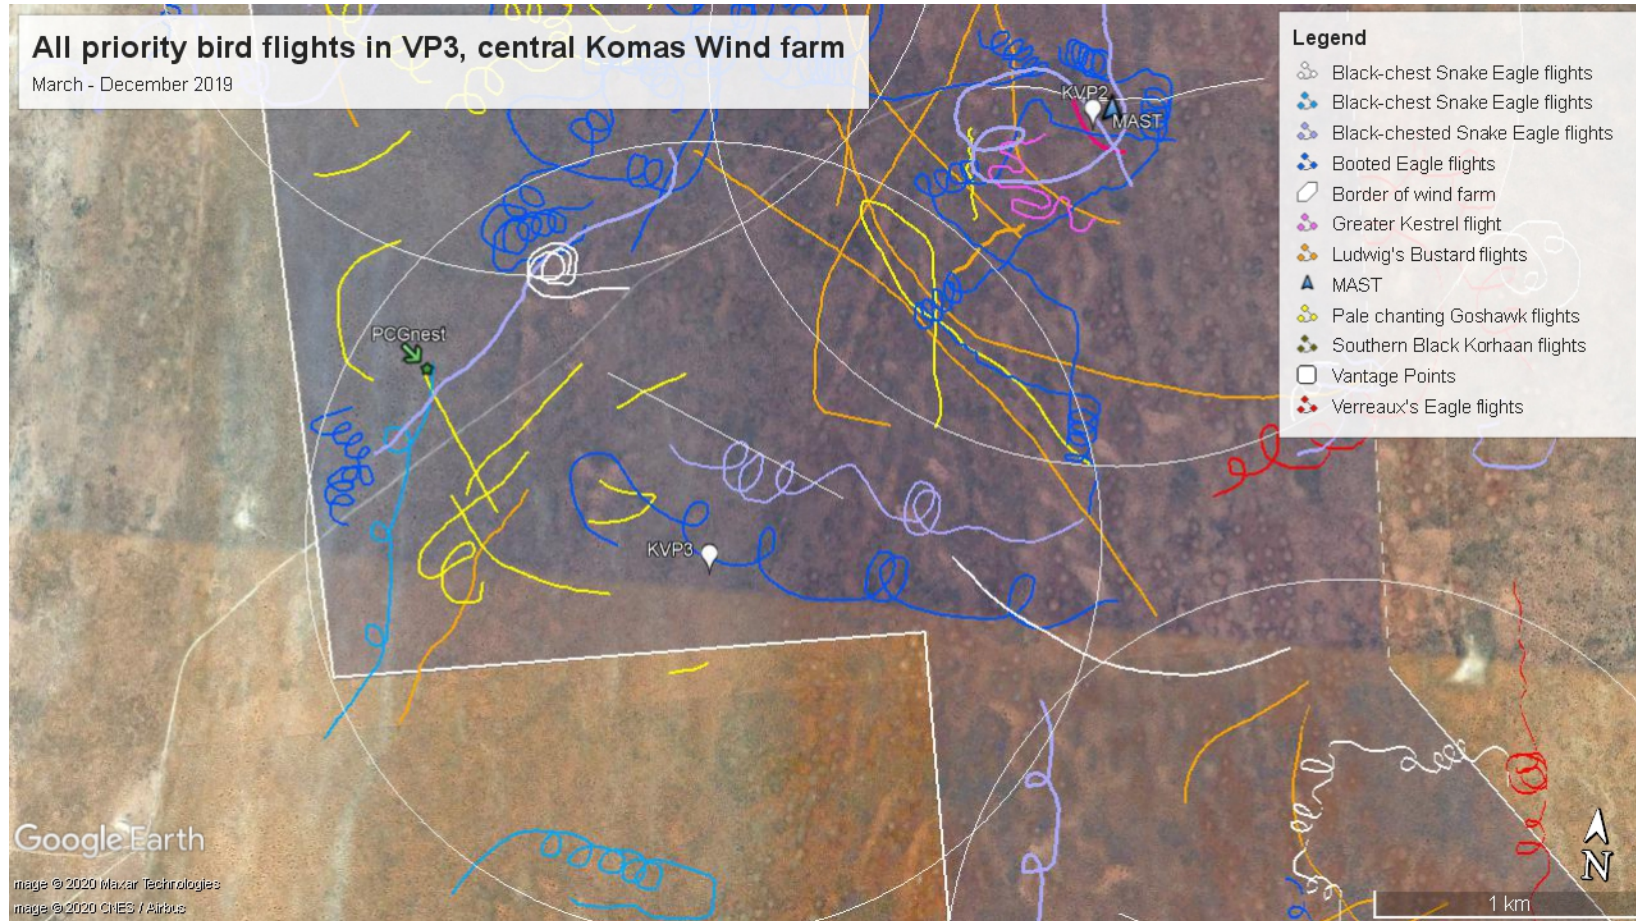 All priority bird flights in VP3, central Komas Wind farm
March - December 2019
Legend
Black-chest Snake Eagle flights
Black-chest Snake Eagle flights
Black-chested Snake Eagle flights
Booted Eagle flights
Border of wind farm
Greater Kestrel flight
Ludwig's Bustard flights
MAST
Pale chanting Goshawk flights
Southern Black Korhaan flights
Vantage Points
Verreaux's Eagle flights
KVP2
MAST
PCGnest
KVP3
Google Earth
mage © 2020 Maxar Technologies
mage © 2020 CNES / Airbus
N
1 km